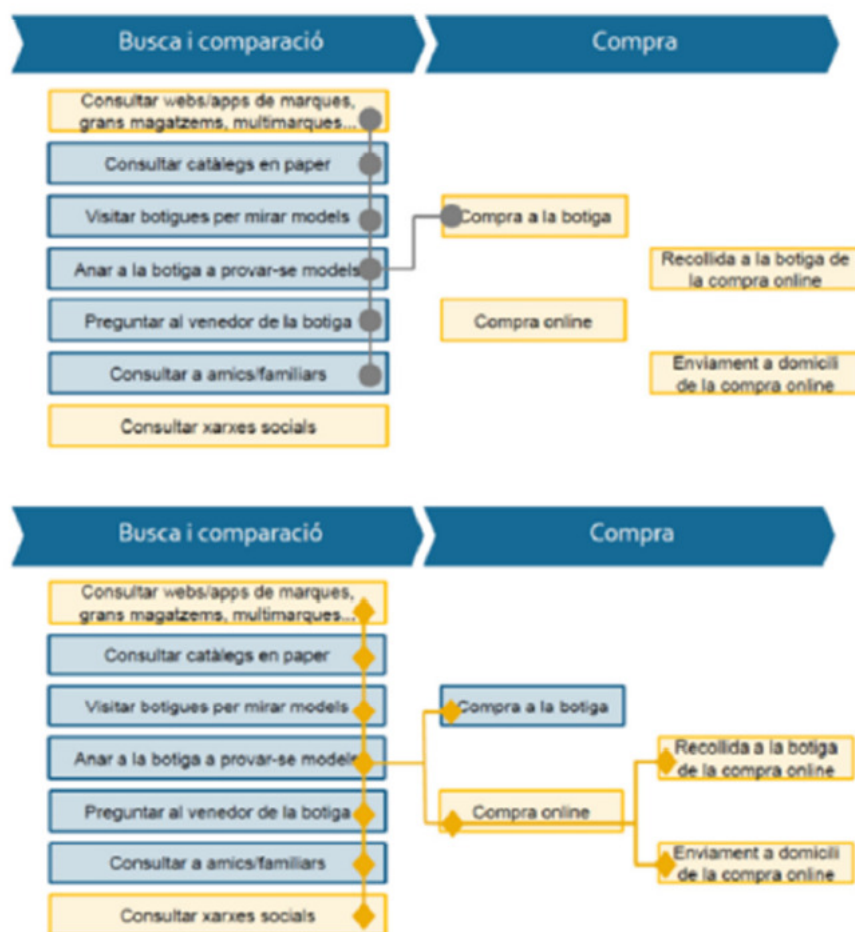 Busca i comparació
Compra
Consultar webs/apps de marques,
grans magatzems, multimarques...
Consultar catàlegs en paper
Visitar botigues per mirar models
Compra a la botiga
Anar a la botiga a provar-se models
Recollida a la botiga de
la compra online
Preguntar al venedor de la botiga
Compra online
Consultar a amics/familiars
Enviament a domicili
de la compra online
Consultar xarxes socials
Busca i comparació
Compra
Consultar webs/apps de marques,
grans magatzems, multimarques...
Consultar catàlegs en paper
Visitar botigues per mirar models
Compra a la botiga
Anar a la botiga a provar-se models
Recollida a la botiga
de la compra online
Preguntar al venedor de la botiga
Compra online
Consultar a amics/familiars
Enviament a domicili
de la compra online
Consultar xarxes socials